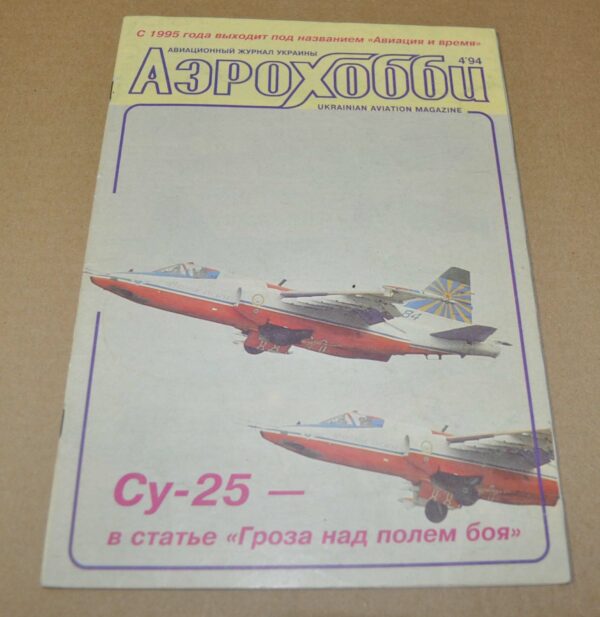 С 1995 года выходит под названием «Авиация и время»
АВИАЦИОННЫЙ ЖУРНАЛ УКРАИНЫ
АЭРОХОББИ 4'94
UKRAINIAN AVIATION MAGAZINE
84
Су-25 —
в статье «Гроза над полем боя»